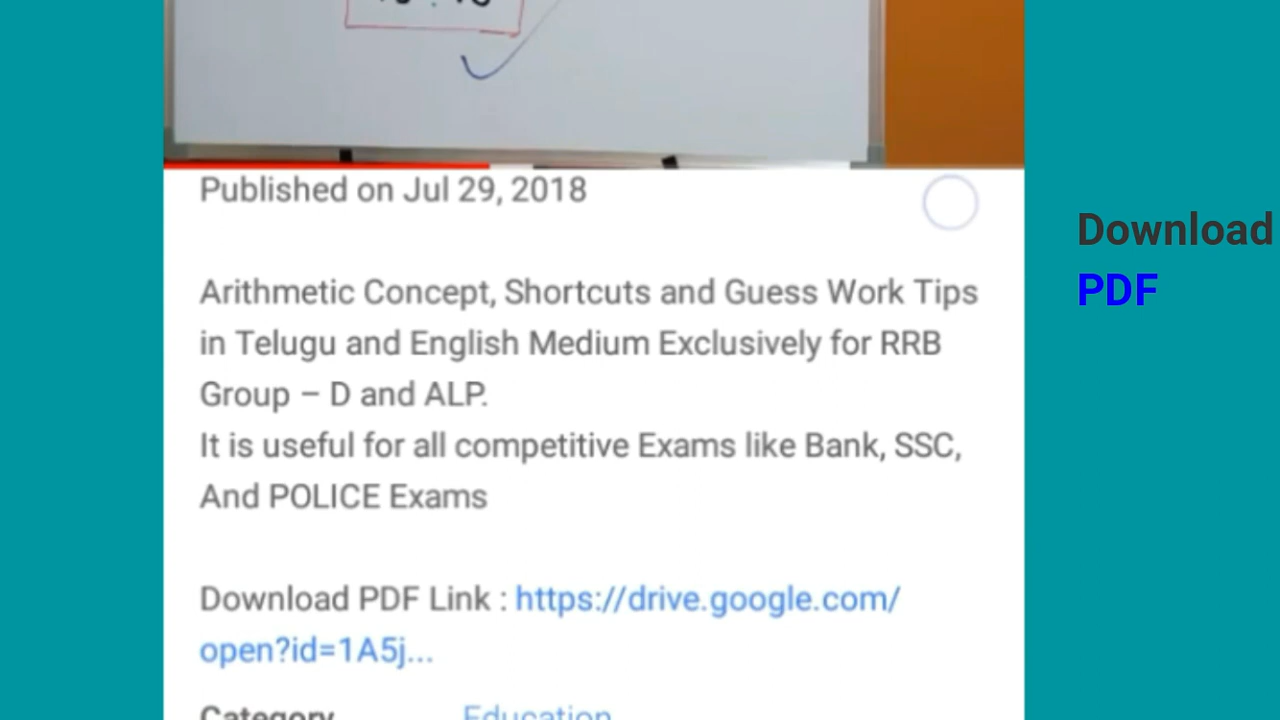 Published on Jul 29, 2018
Arithmetic Concept, Shortcuts and Guess Work Tips
in Telugu and English Medium Exclusively for RRB
Group – D and ALP.
It is useful for all competitive Exams like Bank, SSC,
And POLICE Exams
Download PDF Link : https://drive.google.com/
open?id=1A5j...
Category Education
Download
PDF